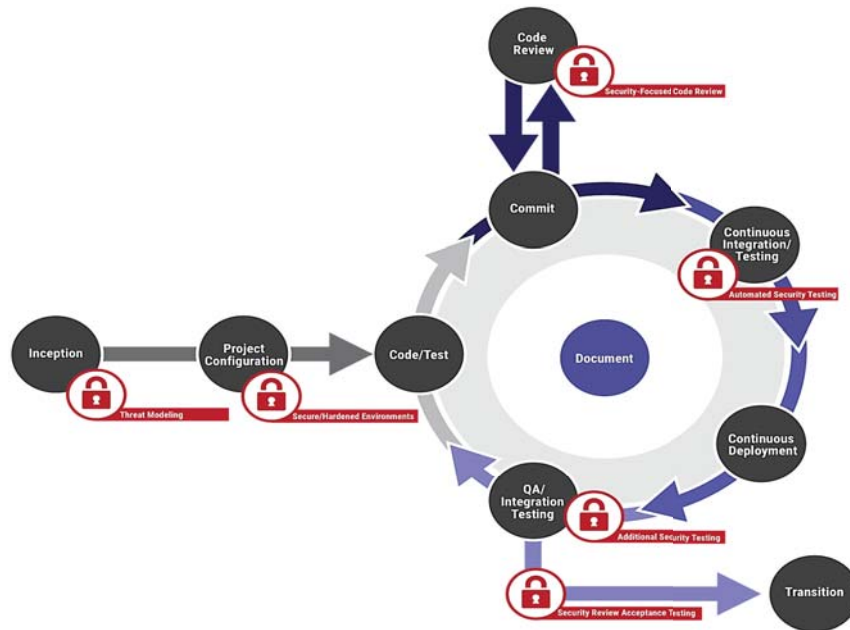 Code
Review
Security-Focused Code Review
Commit
Continuous
Integration/
Testing
Automated Security Testing
Inception
Threat Modeling
Project
Configuration
Secure/Hardened Environments
Code/Test
Document
Continuous
Deployment
QA/
Integration
Testing
Additional Security Testing
Security Review Acceptance Testing
Transition